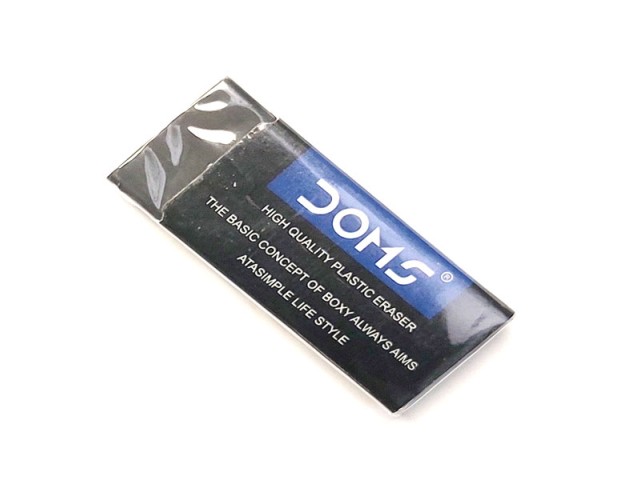 DOMS®
HIGH QUALITY PLASTIC ERASER
THE BASIC CONCEPT OF BOXY ALWAYS AIMS
ATASIMPLE LIFE STYLE